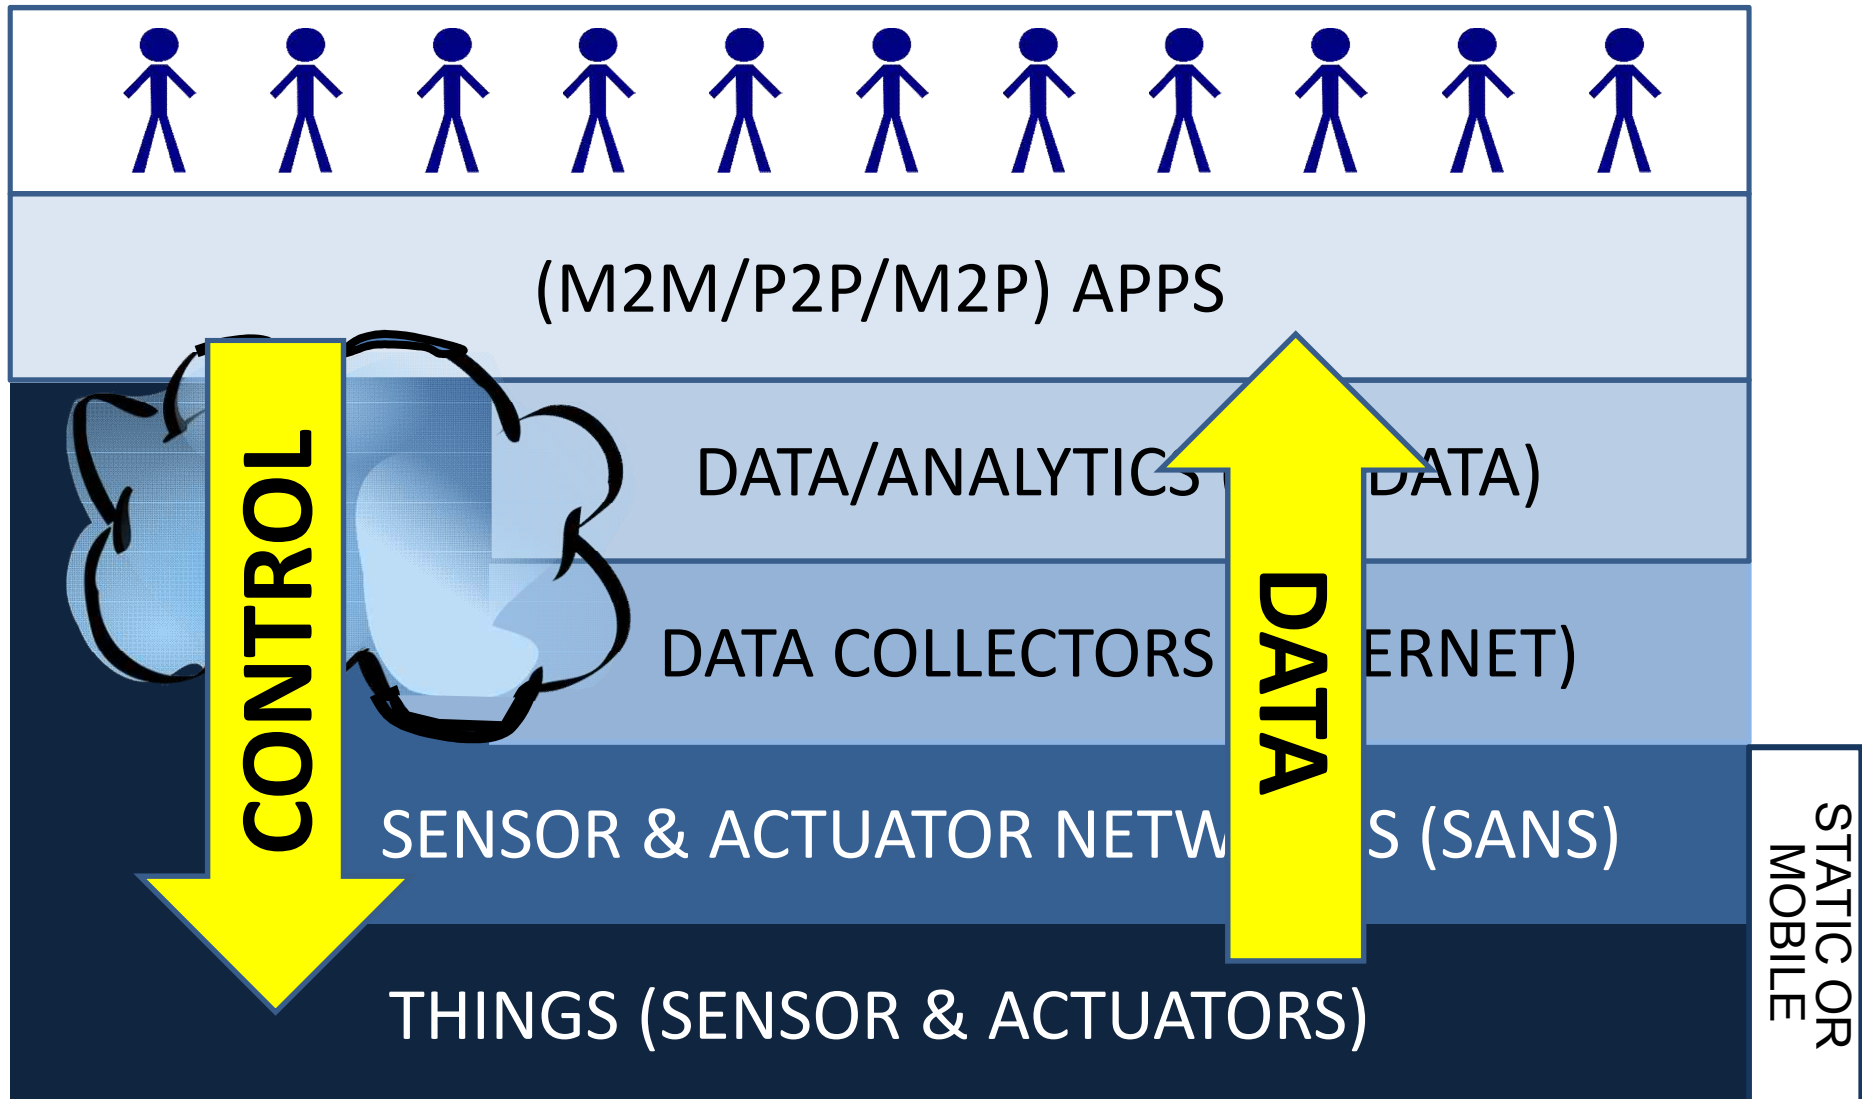 (M2M/P2P/M2P) APPS
CONTROL
DATA/ANALYTICS ( DATA)
DATA
DATA COLLECTORS ERNET)
SENSOR & ACTUATOR NETW S (SANS)
THINGS (SENSOR & ACTUATORS)
STATIC OR
MOBILE